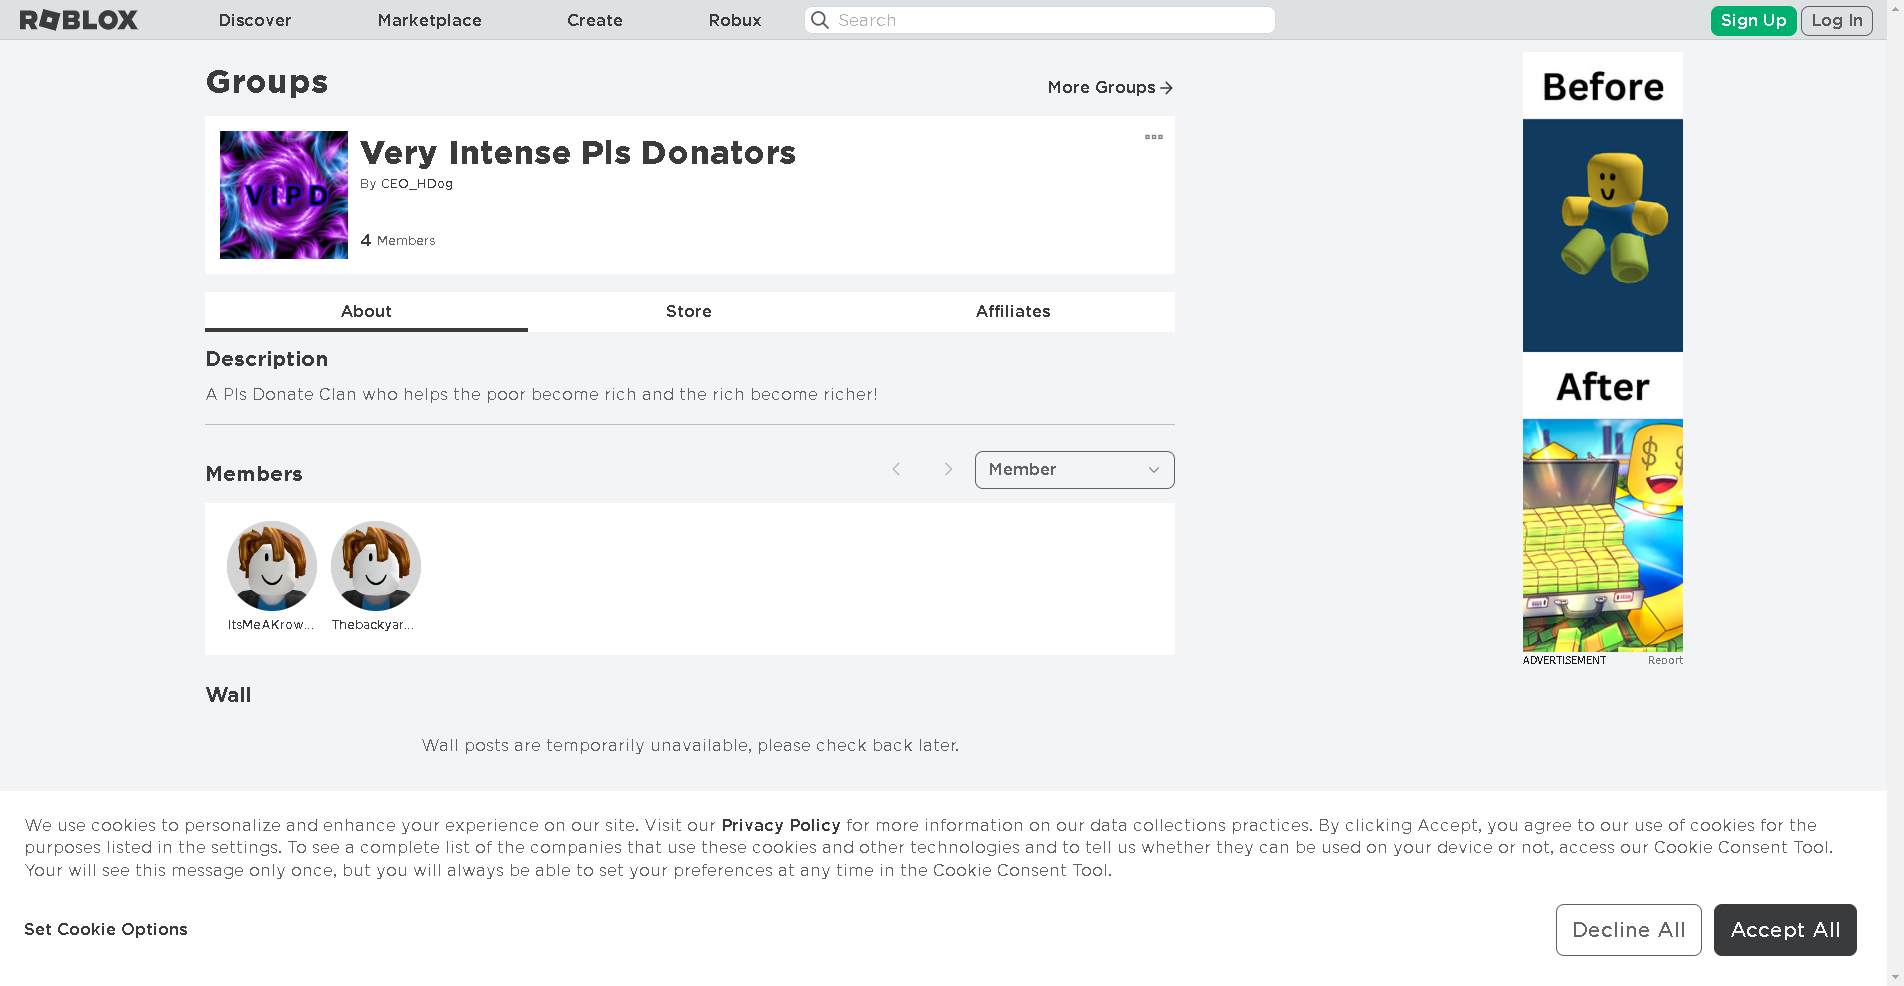 ROBLOX Discover Marketplace Create Robux Search Sign Up Log In
Groups
More Groups
VIPD
Very Intense Pls Donators
By CEO_HDog
4 Members
About Store Affiliates
Description
A Pls Donate Clan who helps the poor become rich and the rich become richer!
Members
Member
ItsMeAKrow... Thebackyar...
Wall
Wall posts are temporarily unavailable, please check back later.
Before
After
ADVERTISEMENT Report
We use cookies to personalize and enhance your experience on our site. Visit our Privacy Policy for more information on our data collections practices. By clicking Accept, you agree to our use of cookies for the
purposes listed in the settings. To see a complete list of the companies that use these cookies and other technologies and to tell us whether they can be used on your device or not, access our Cookie Consent Tool.
Your will see this message only once, but you will always be able to set your preferences at any time in the Cookie Consent Tool.
Set Cookie Options
Decline All Accept All